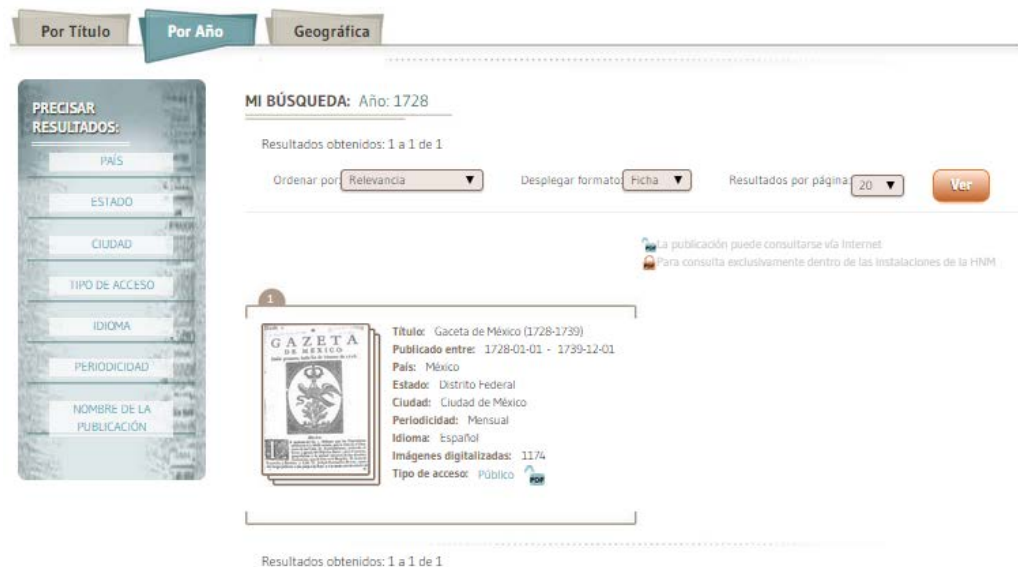 Por Título
Por Año
Geográfica
PRECISAR
RESULTADOS:
PAÍS
ESTADO
CIUDAD
TIPO DE ACCESO
IDIOMA
PERIODICIDAD
NOMBRE DE LA
PUBLICACIÓN
MI BÚSQUEDA: Año: 1728
Resultados obtenidos: 1 a 1 de 1
Ordenar por: Relevancia ▼ Desplegar formato: Ficha ▼ Resultados por página: 20 ▼ Ver
PDF La publicación puede consultarse vía Internet
PDF Para consulta exclusivamente dentro de las instalaciones de la HNM
1
GAZETA
DE MEXICO
Título: Gaceta de México (1728-1739)
Publicado entre: 1728-01-01 - 1739-12-01
País: México
Estado: Distrito Federal
Ciudad: Ciudad de México
Periodicidad: Mensual
Idioma: Español
Imágenes digitalizadas: 1174
Tipo de acceso: Público PDF
Resultados obtenidos: 1 a 1 de 1